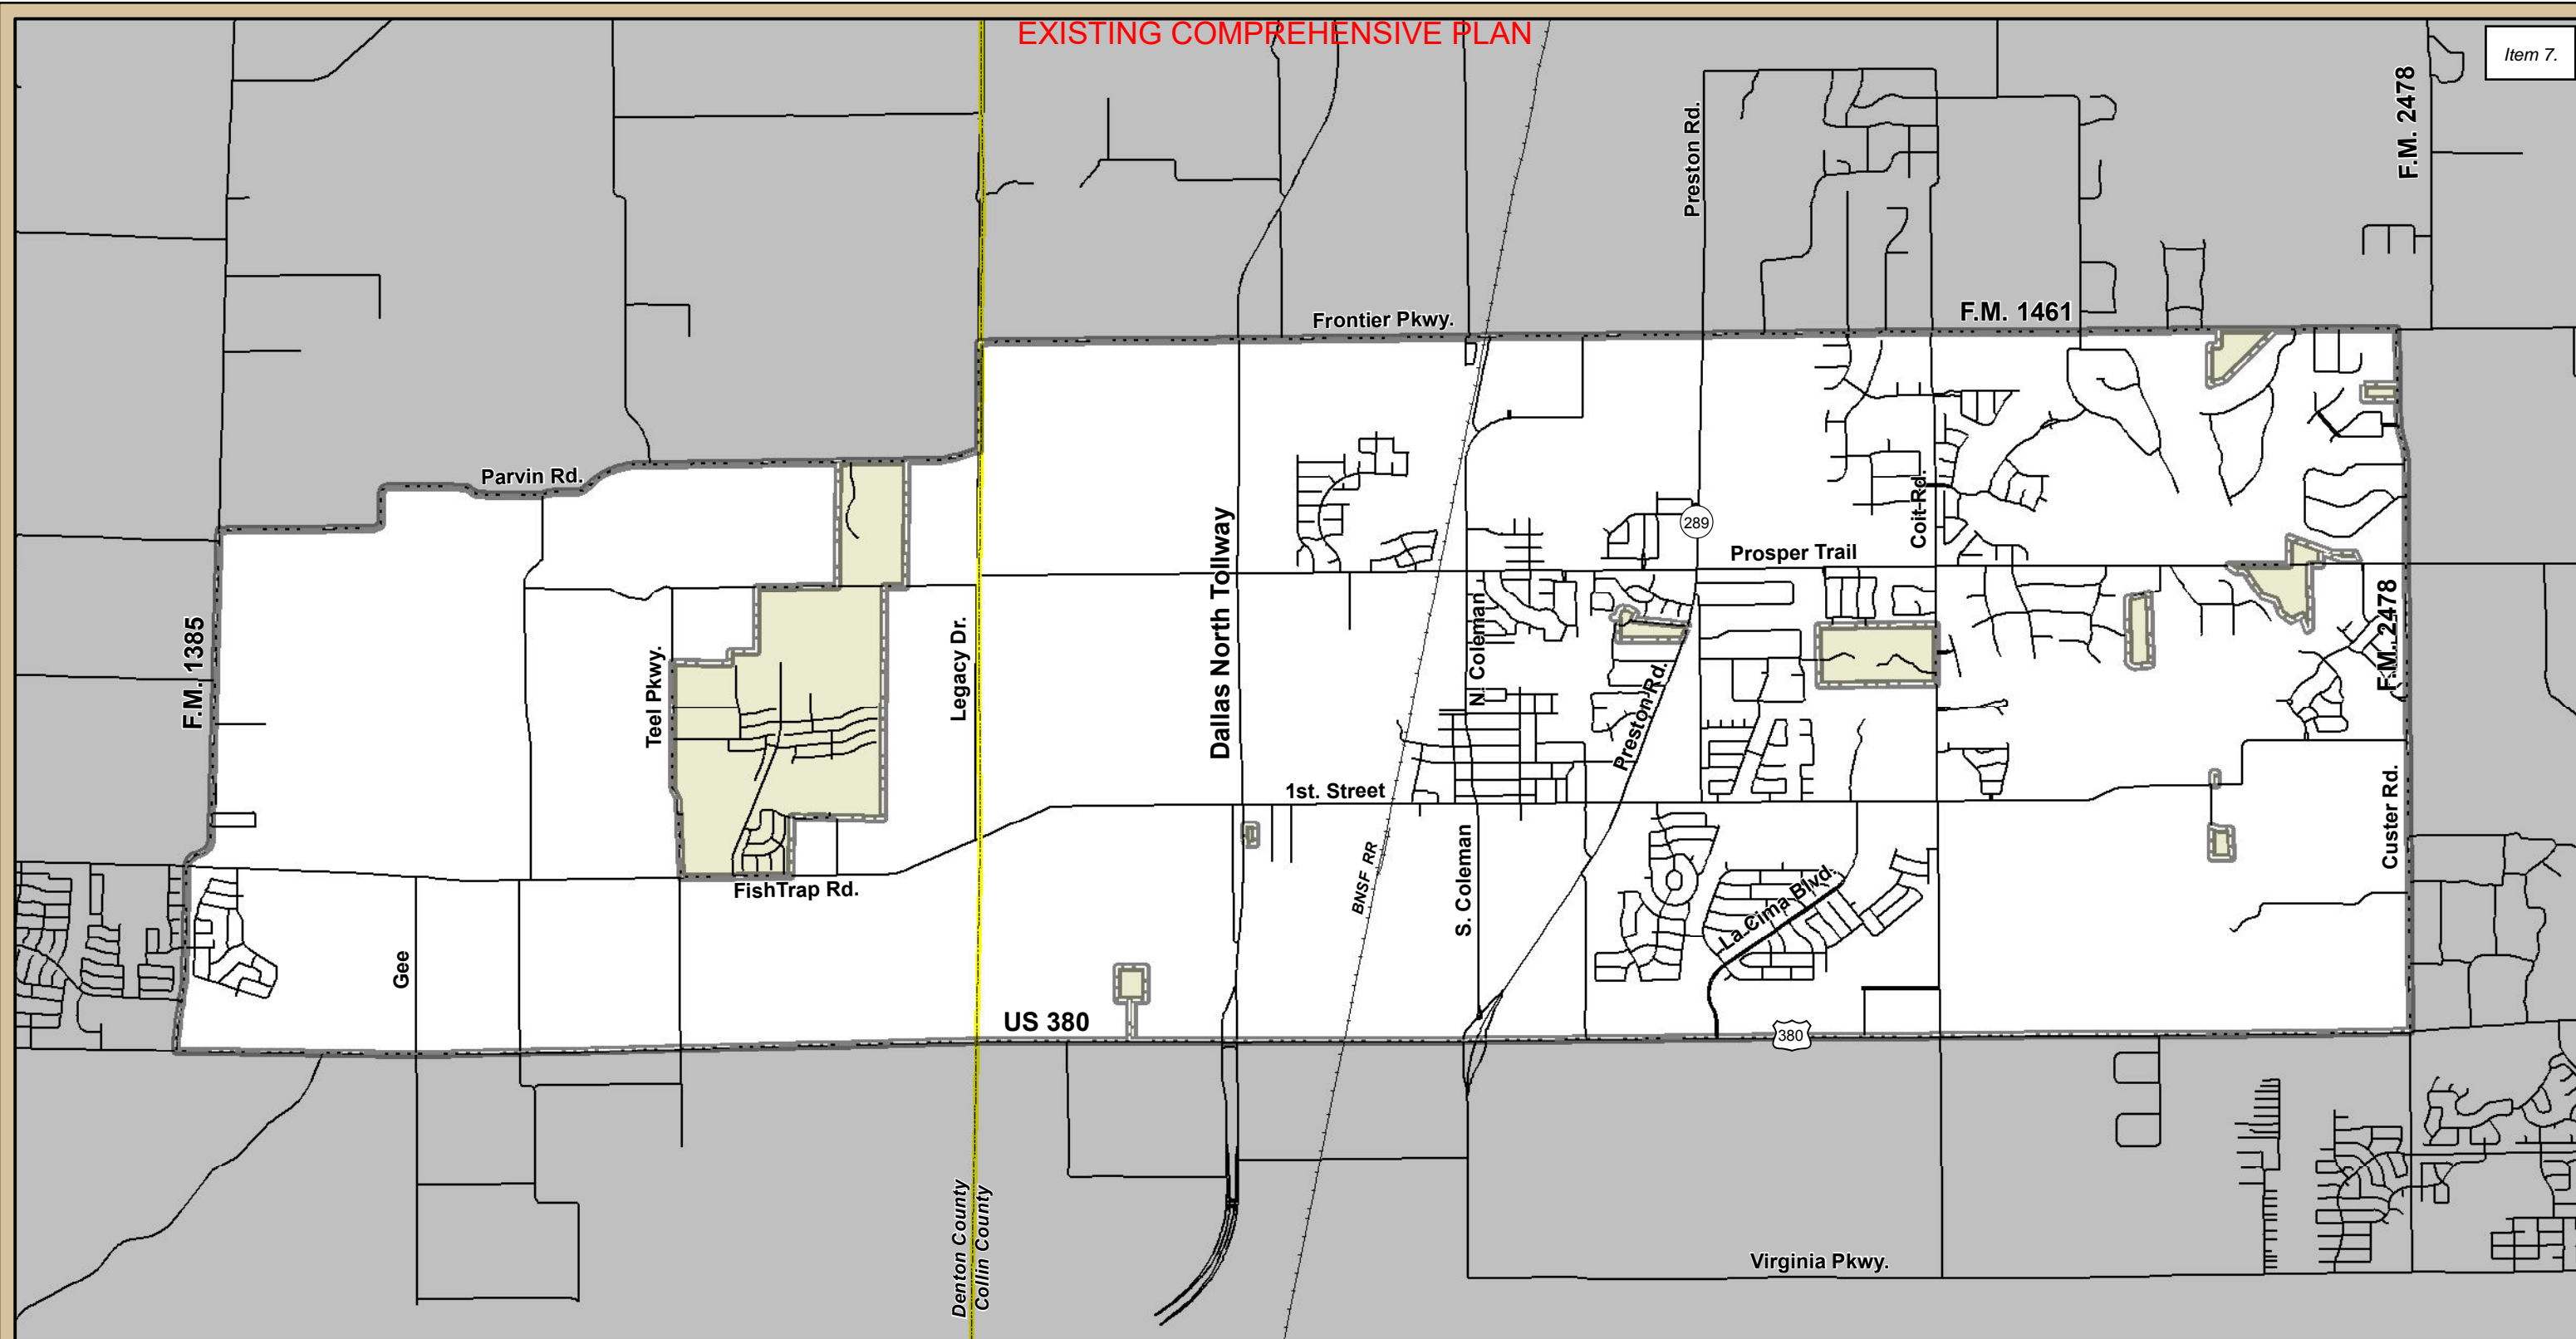 EXISTING COMPREHENSIVE PLAN
Item 7.
F.M. 2478
Preston Rd.
F.M. 1461
Frontier Pkwy.
Parvin Rd.
Coit Rd.
289
Prosper Trail
Dallas North Tollway
N. Coleman
F.M. 2478
F.M. 1385
Teel Pkwy.
Legacy Dr.
Preston Rd.
1st. Street
Custer Rd.
BNSF RR
S. Coleman
La Cima Blvd.
FishTrap Rd.
Gee
US 380
380
Denton County
Collin County
Virginia Pkwy.